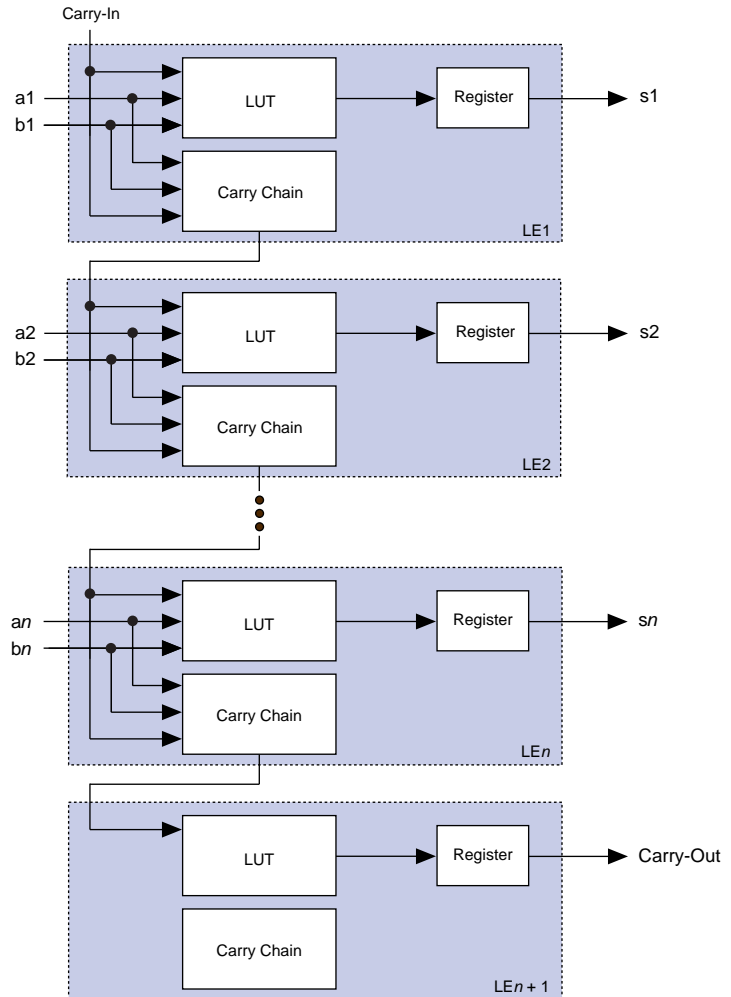 Carry-In
a1
b1
LUT
Register
s1
Carry Chain
LE1
a2
b2
LUT
Register
s2
Carry Chain
LE2
an
bn
LUT
Register
sn
Carry Chain
LEn
LUT
Register
Carry-Out
Carry Chain
LEn + 1